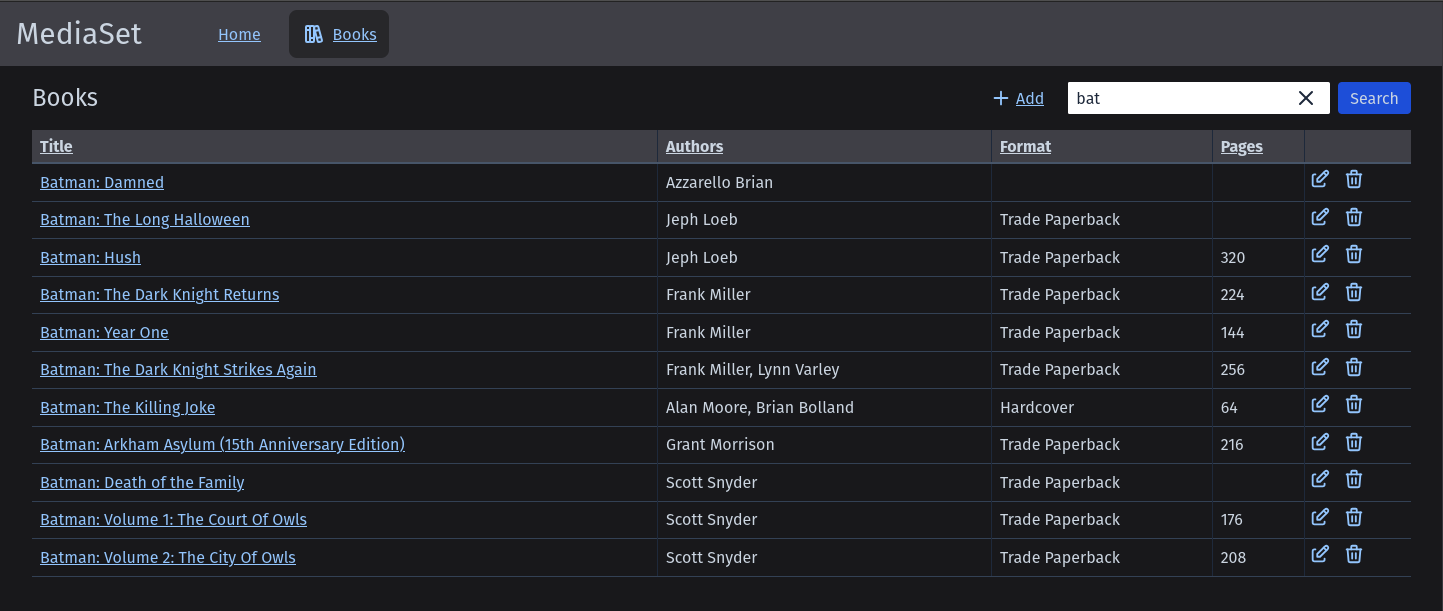 MediaSet Home Books
Books + Add bat Search
Title Authors Format Pages
Batman: Damned Azzarello Brian
Batman: The Long Halloween Jeph Loeb Trade Paperback
Batman: Hush Jeph Loeb Trade Paperback 320
Batman: The Dark Knight Returns Frank Miller Trade Paperback 224
Batman: Year One Frank Miller Trade Paperback 144
Batman: The Dark Knight Strikes Again Frank Miller, Lynn Varley Trade Paperback 256
Batman: The Killing Joke Alan Moore, Brian Bolland Hardcover 64
Batman: Arkham Asylum (15th Anniversary Edition) Grant Morrison Trade Paperback 216
Batman: Death of the Family Scott Snyder Trade Paperback
Batman: Volume 1: The Court Of Owls Scott Snyder Trade Paperback 176
Batman: Volume 2: The City Of Owls Scott Snyder Trade Paperback 208